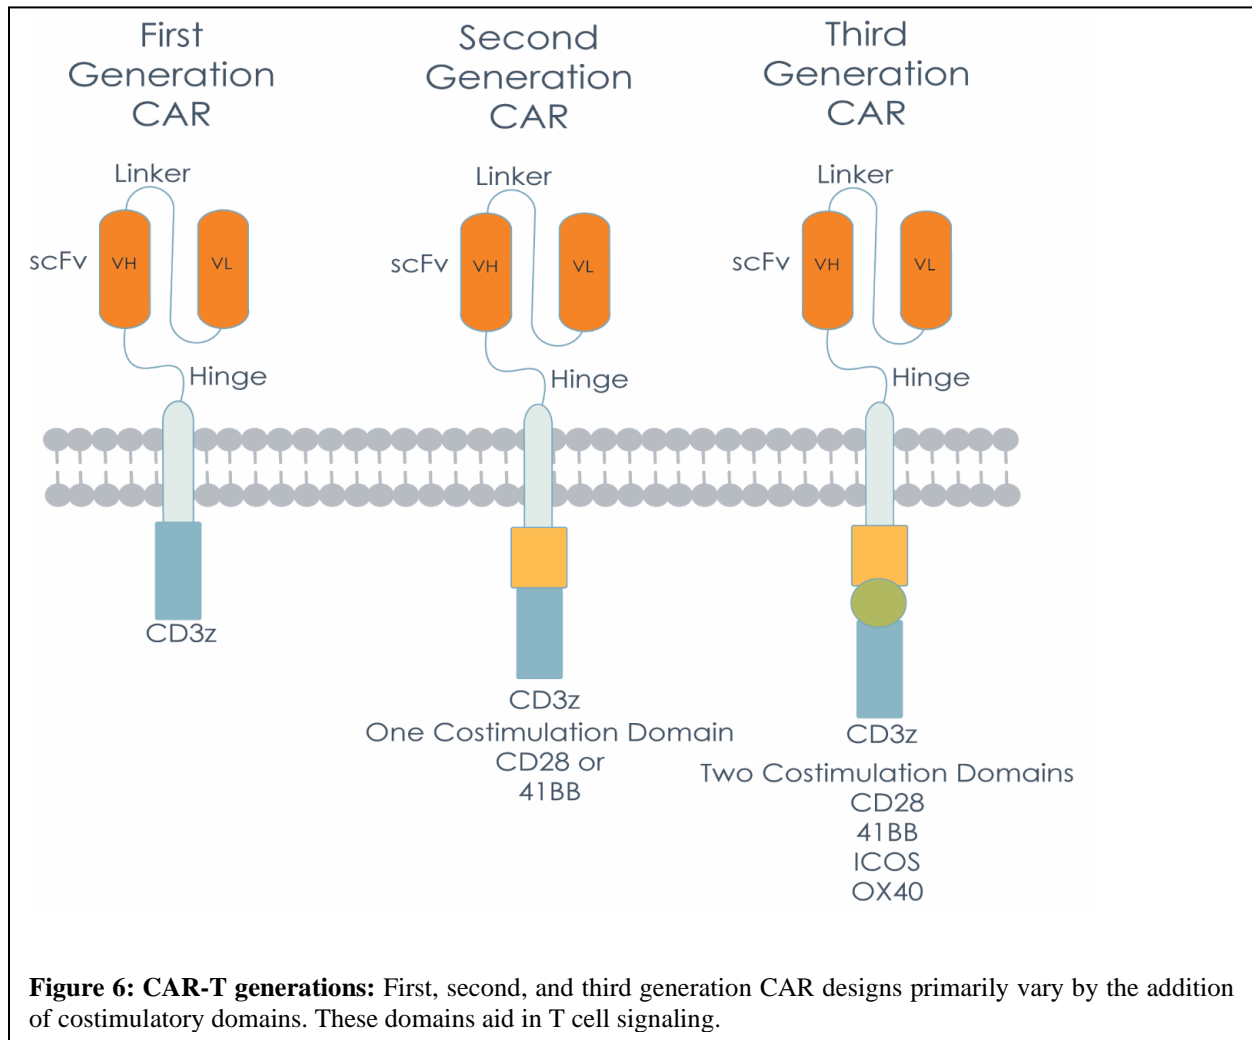 First
Generation
CAR
Linker
scFv
VH
VL
Hinge
CD3z
Second
Generation
CAR
Linker
scFv
VH
VL
Hinge
CD3z
One Costimulation Domain
CD28 or
41BB
Third
Generation
CAR
Linker
scFv
VH
VL
Hinge
CD3z
Two Costimulation Domains
CD28
41BB
ICOS
OX40
Figure 6: CAR-T generations: First, second, and third generation CAR designs primarily vary by the addition
of costimulatory domains. These domains aid in T cell signaling.